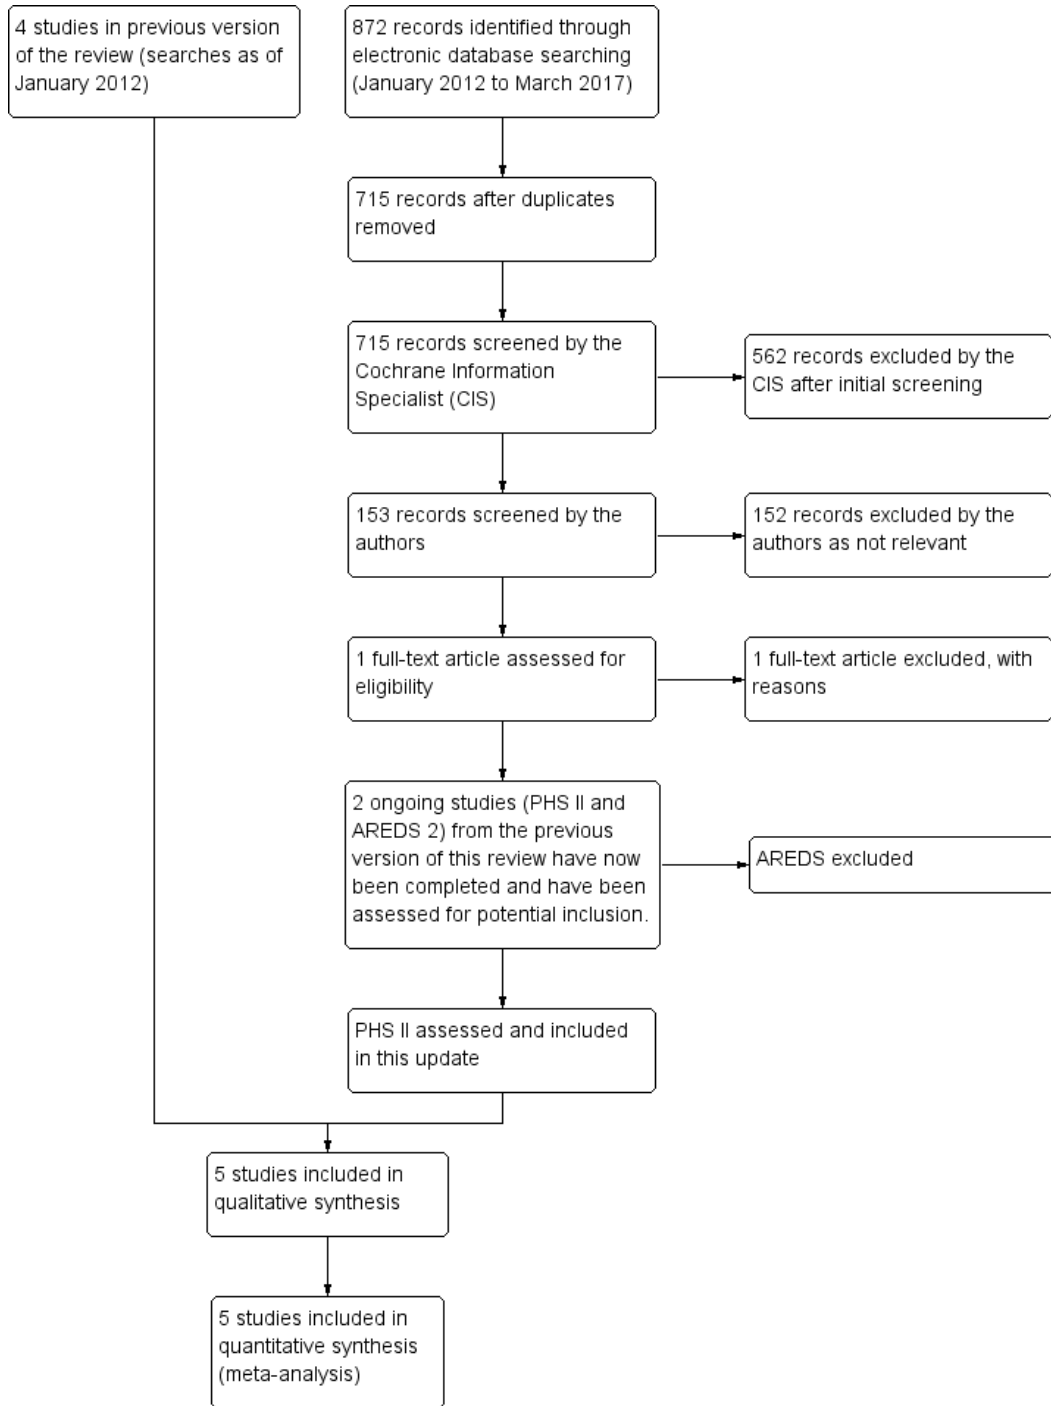 4 studies in previous version
of the review (searches as of
January 2012)
872 records identified through
electronic database searching
(January 2012 to March 2017)
715 records after duplicates
removed
715 records screened by the
Cochrane Information
Specialist (CIS)
562 records excluded by the
CIS after initial screening
153 records screened by the
authors
152 records excluded by the
authors as not relevant
1 full-text article assessed for
eligibility
1 full-text article excluded, with
reasons
2 ongoing studies (PHS II and
AREDS 2) from the previous
version of this review have now
been completed and have been
assessed for potential inclusion.
AREDS excluded
PHS II assessed and included
in this update
5 studies included in
qualitative synthesis
5 studies included in
quantitative synthesis
(meta-analysis)